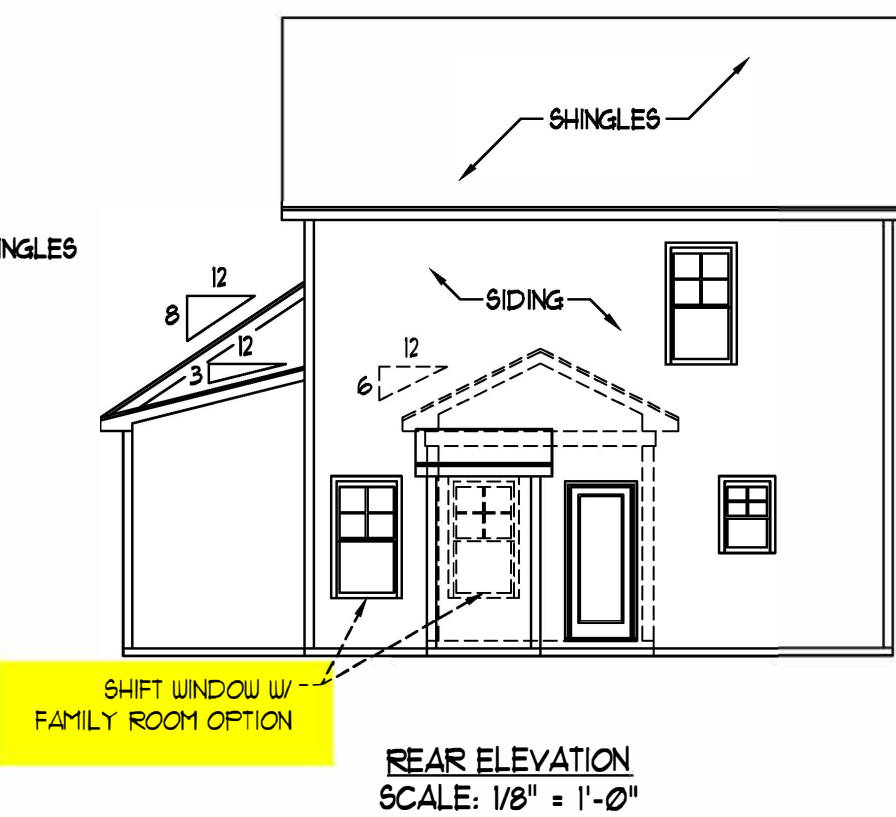 SHINGLES
INGLES
12
8
SIDING
12
3
12
6
SHIFT WINDOW W/
FAMILY ROOM OPTION
REAR ELEVATION
SCALE: 1/8" = 1'-0"